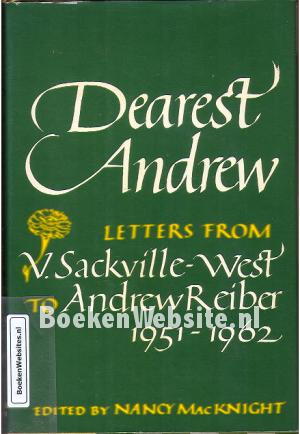 Dearest
Andrew
LETTERS FROM
V. Sackville-West
TO Andrew Reiber
BoekenWebsite.nl
1951-1962
EDITED BY NANCY MACKNIGHT
BoekenWebsites.nl